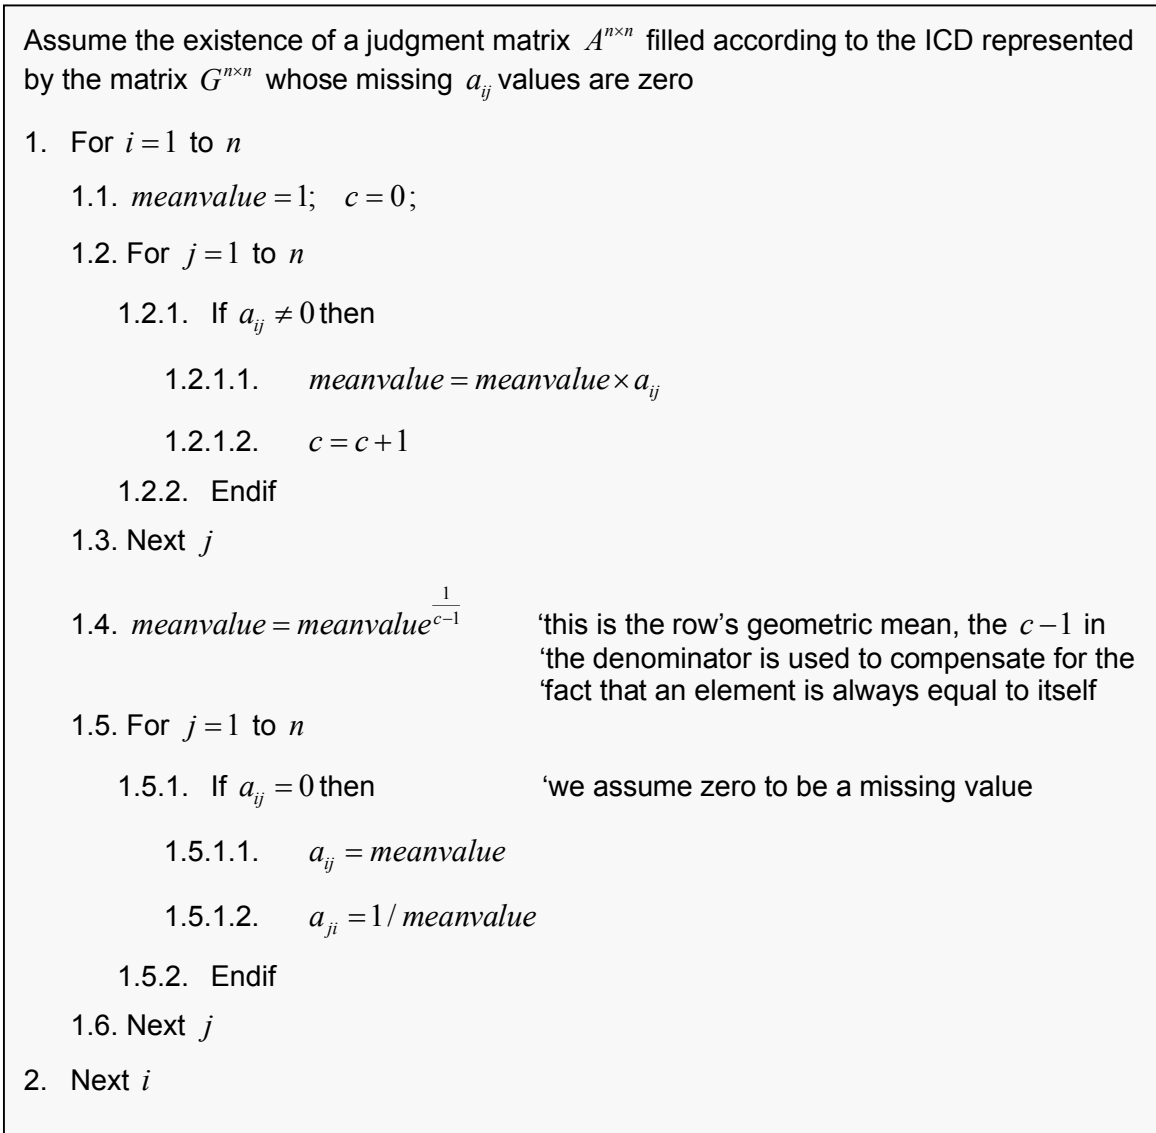 Assume the existence of a judgment matrix $A^{n \times n}$ filled according to the ICD represented
by the matrix $G^{n \times n}$ whose missing $a_{ij}$ values are zero
1. For $i = 1$ to $n$
1.1. $meanvalue = 1;\quad c = 0;$
1.2. For $j = 1$ to $n$
1.2.1. If $a_{ij} \neq 0$ then
1.2.1.1. $meanvalue = meanvalue \times a_{ij}$
1.2.1.2. $c = c + 1$
1.2.2. Endif
1.3. Next $j$
1.4. $meanvalue = meanvalue^{\frac{1}{c-1}}$ ‘this is the row’s geometric mean, the $c - 1$ in
‘the denominator is used to compensate for the
‘fact that an element is always equal to itself
1.5. For $j = 1$ to $n$
1.5.1. If $a_{ij} = 0$ then ‘we assume zero to be a missing value
1.5.1.1. $a_{ij} = meanvalue$
1.5.1.2. $a_{ji} = 1 / meanvalue$
1.5.2. Endif
1.6. Next $j$
2. Next $i$